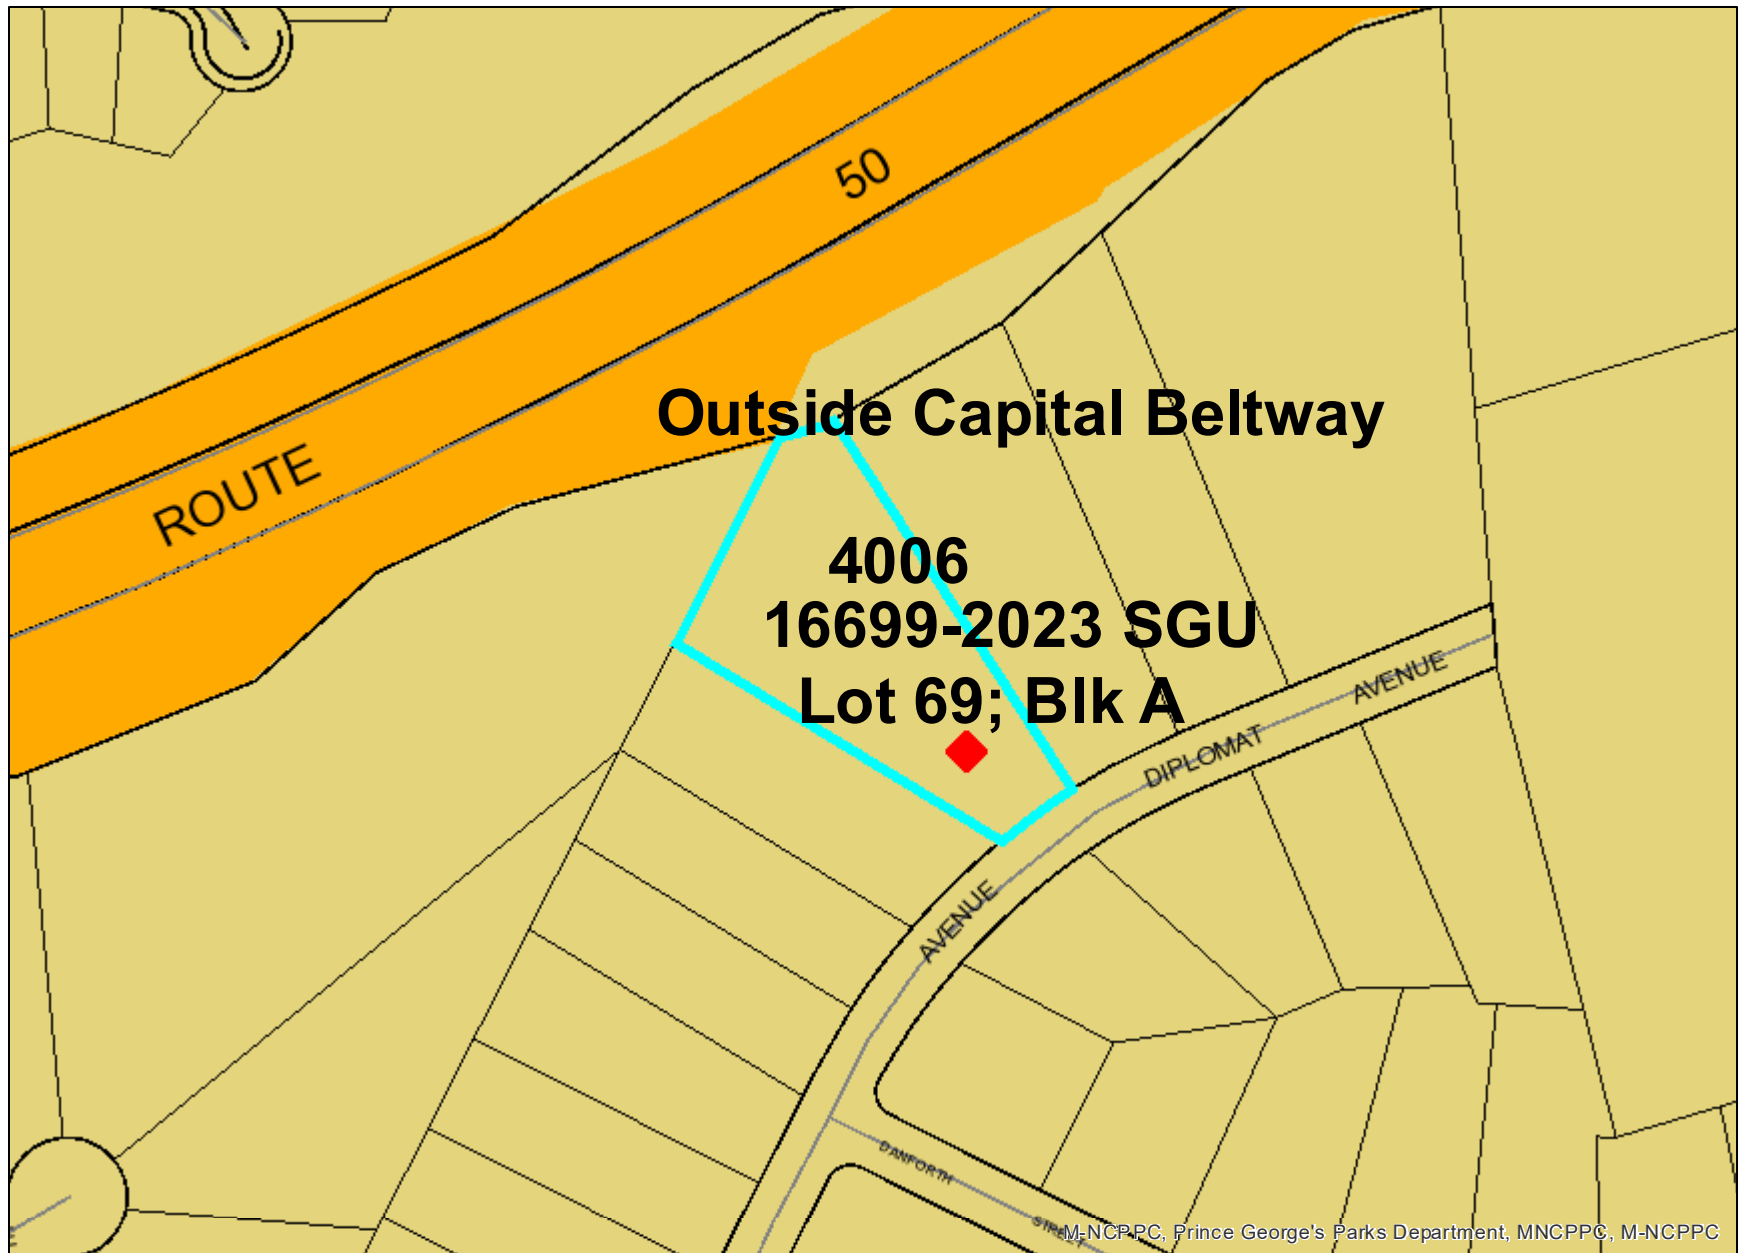 50
ROUTE
Outside Capital Beltway
4006
16699-2023 SGU
Lot 69; Blk A
AVENUE
DIPLOMAT
AVENUE
DANFORTH
STREET
M-NCPPC, Prince George's Parks Department, MNCPPC, M-NCPPC